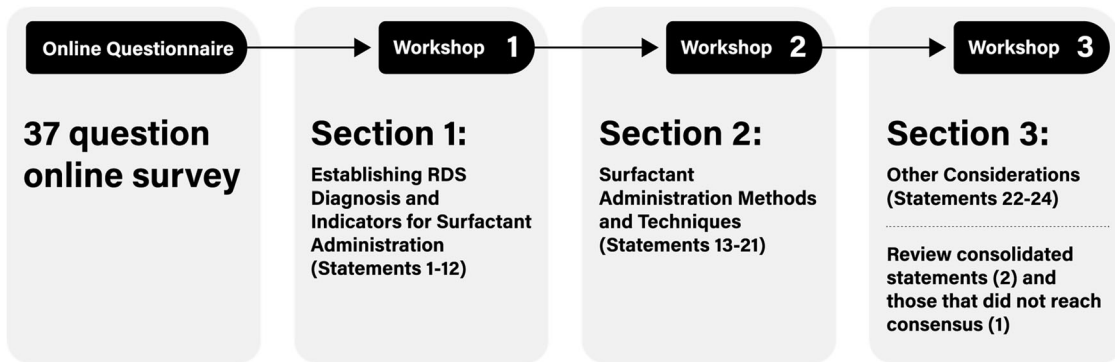 Online Questionnaire
37 question
online survey
Workshop 1
Section 1:
Establishing RDS
Diagnosis and
Indicators for Surfactant
Administration
(Statements 1-12)
Workshop 2
Section 2:
Surfactant
Administration Methods
and Techniques
(Statements 13-21)
Workshop 3
Section 3:
Other Considerations
(Statements 22-24)
Review consolidated
statements (2) and
those that did not reach
consensus (1)